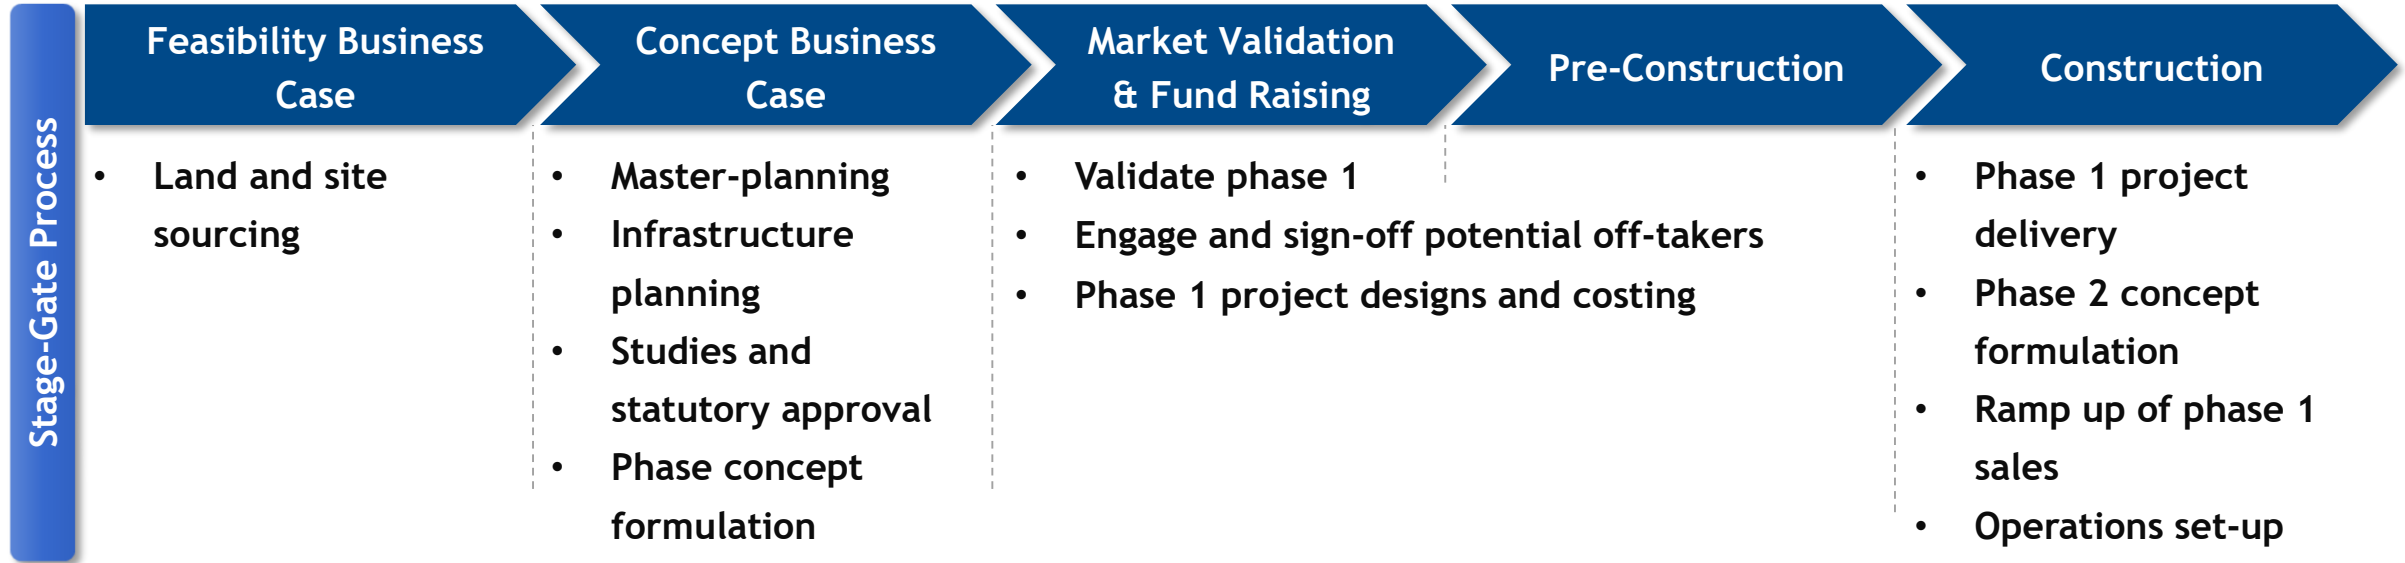 Stage-Gate Process
Feasibility Business
Case
Concept Business
Case
Market Validation
& Fund Raising
Pre-Construction
Construction
• Land and site
sourcing
• Master-planning
• Infrastructure
planning
• Studies and
statutory approval
• Phase concept
formulation
• Validate phase 1
• Engage and sign-off potential off-takers
• Phase 1 project designs and costing
• Phase 1 project
delivery
• Phase 2 concept
formulation
• Ramp up of phase 1
sales
• Operations set-up